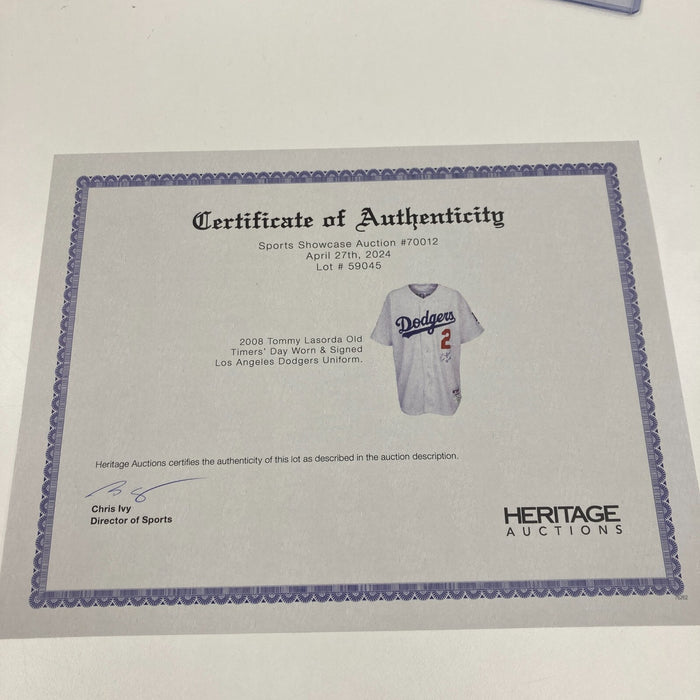 Certificate of Authenticity
Sports Showcase Auction #70012
April 27th, 2024
Lot # 59045
2008 Tommy Lasorda Old
Timers' Day Worn & Signed
Los Angeles Dodgers Uniform.
Dodgers
2
Heritage Auctions certifies the authenticity of this lot as described in the auction description.
Chris Ivy
Director of Sports
HERITAGE
AUCTIONS